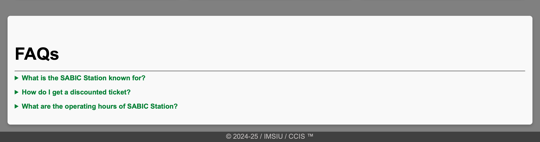 FAQs
What is the SABIC Station known for?
How do I get a discounted ticket?
What are the operating hours of SABIC Station?
© 2024-25 / IMSIU / CCIS ™